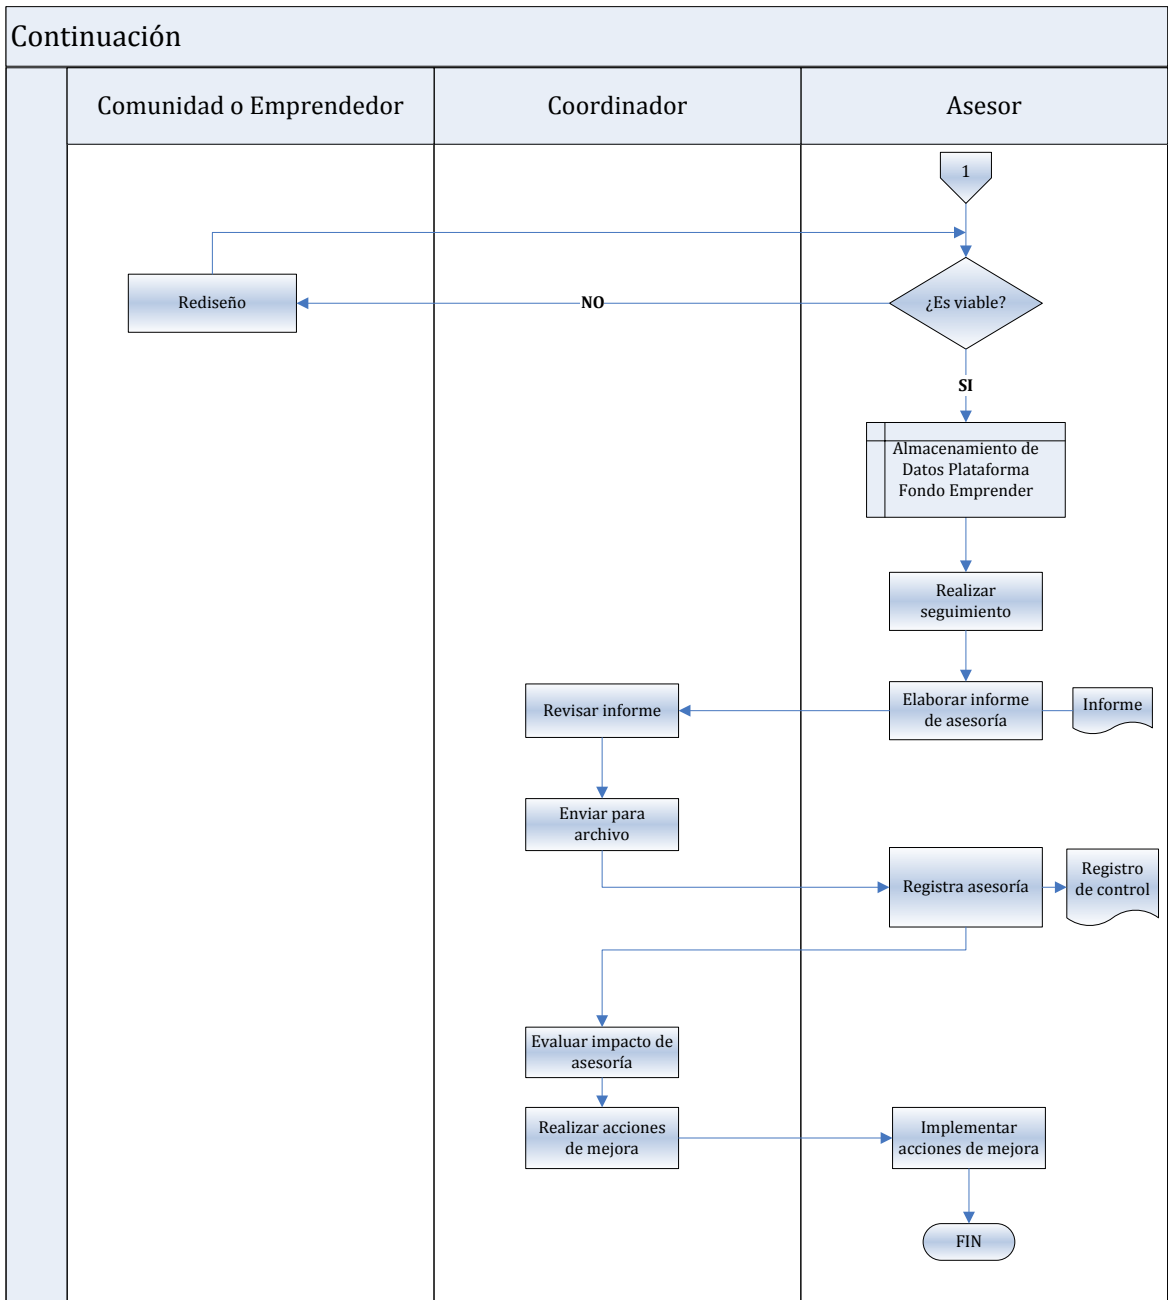 Continuación
Comunidad o Emprendedor
Coordinador
Asesor
1
Rediseño
NO
¿Es viable?
SI
Almacenamiento de
Datos Plataforma
Fondo Emprender
Realizar
seguimiento
Revisar informe
Elaborar informe
de asesoría
Informe
Enviar para
archivo
Registra asesoría
Registro
de control
Evaluar impacto de
asesoría
Realizar acciones
de mejora
Implementar
acciones de mejora
FIN